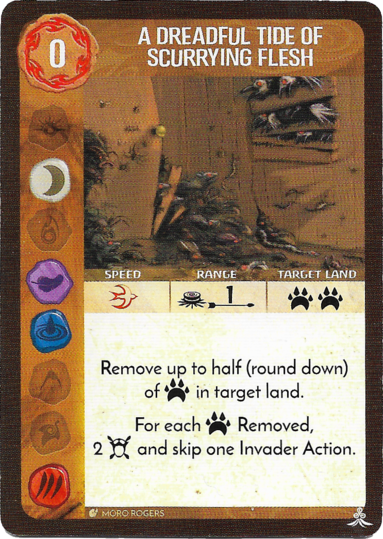 0
A DREADFUL TIDE OF
SCURRYING FLESH
SPEED RANGE TARGET LAND
1
Remove up to half (round down)
of in target land.
For each Removed,
2 and skip one Invader Action.
MORO ROGERS